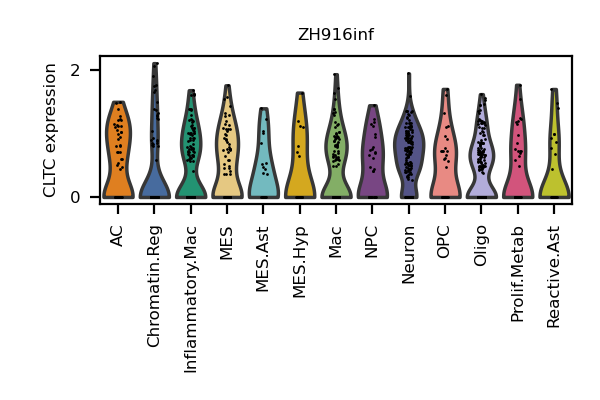 ZH916inf
CLTC expression
2
0
AC
Chromatin.Reg
Inflammatory.Mac
MES
MES.Ast
MES.Hyp
Mac
NPC
Neuron
OPC
Oligo
Prolif.Metab
Reactive.Ast